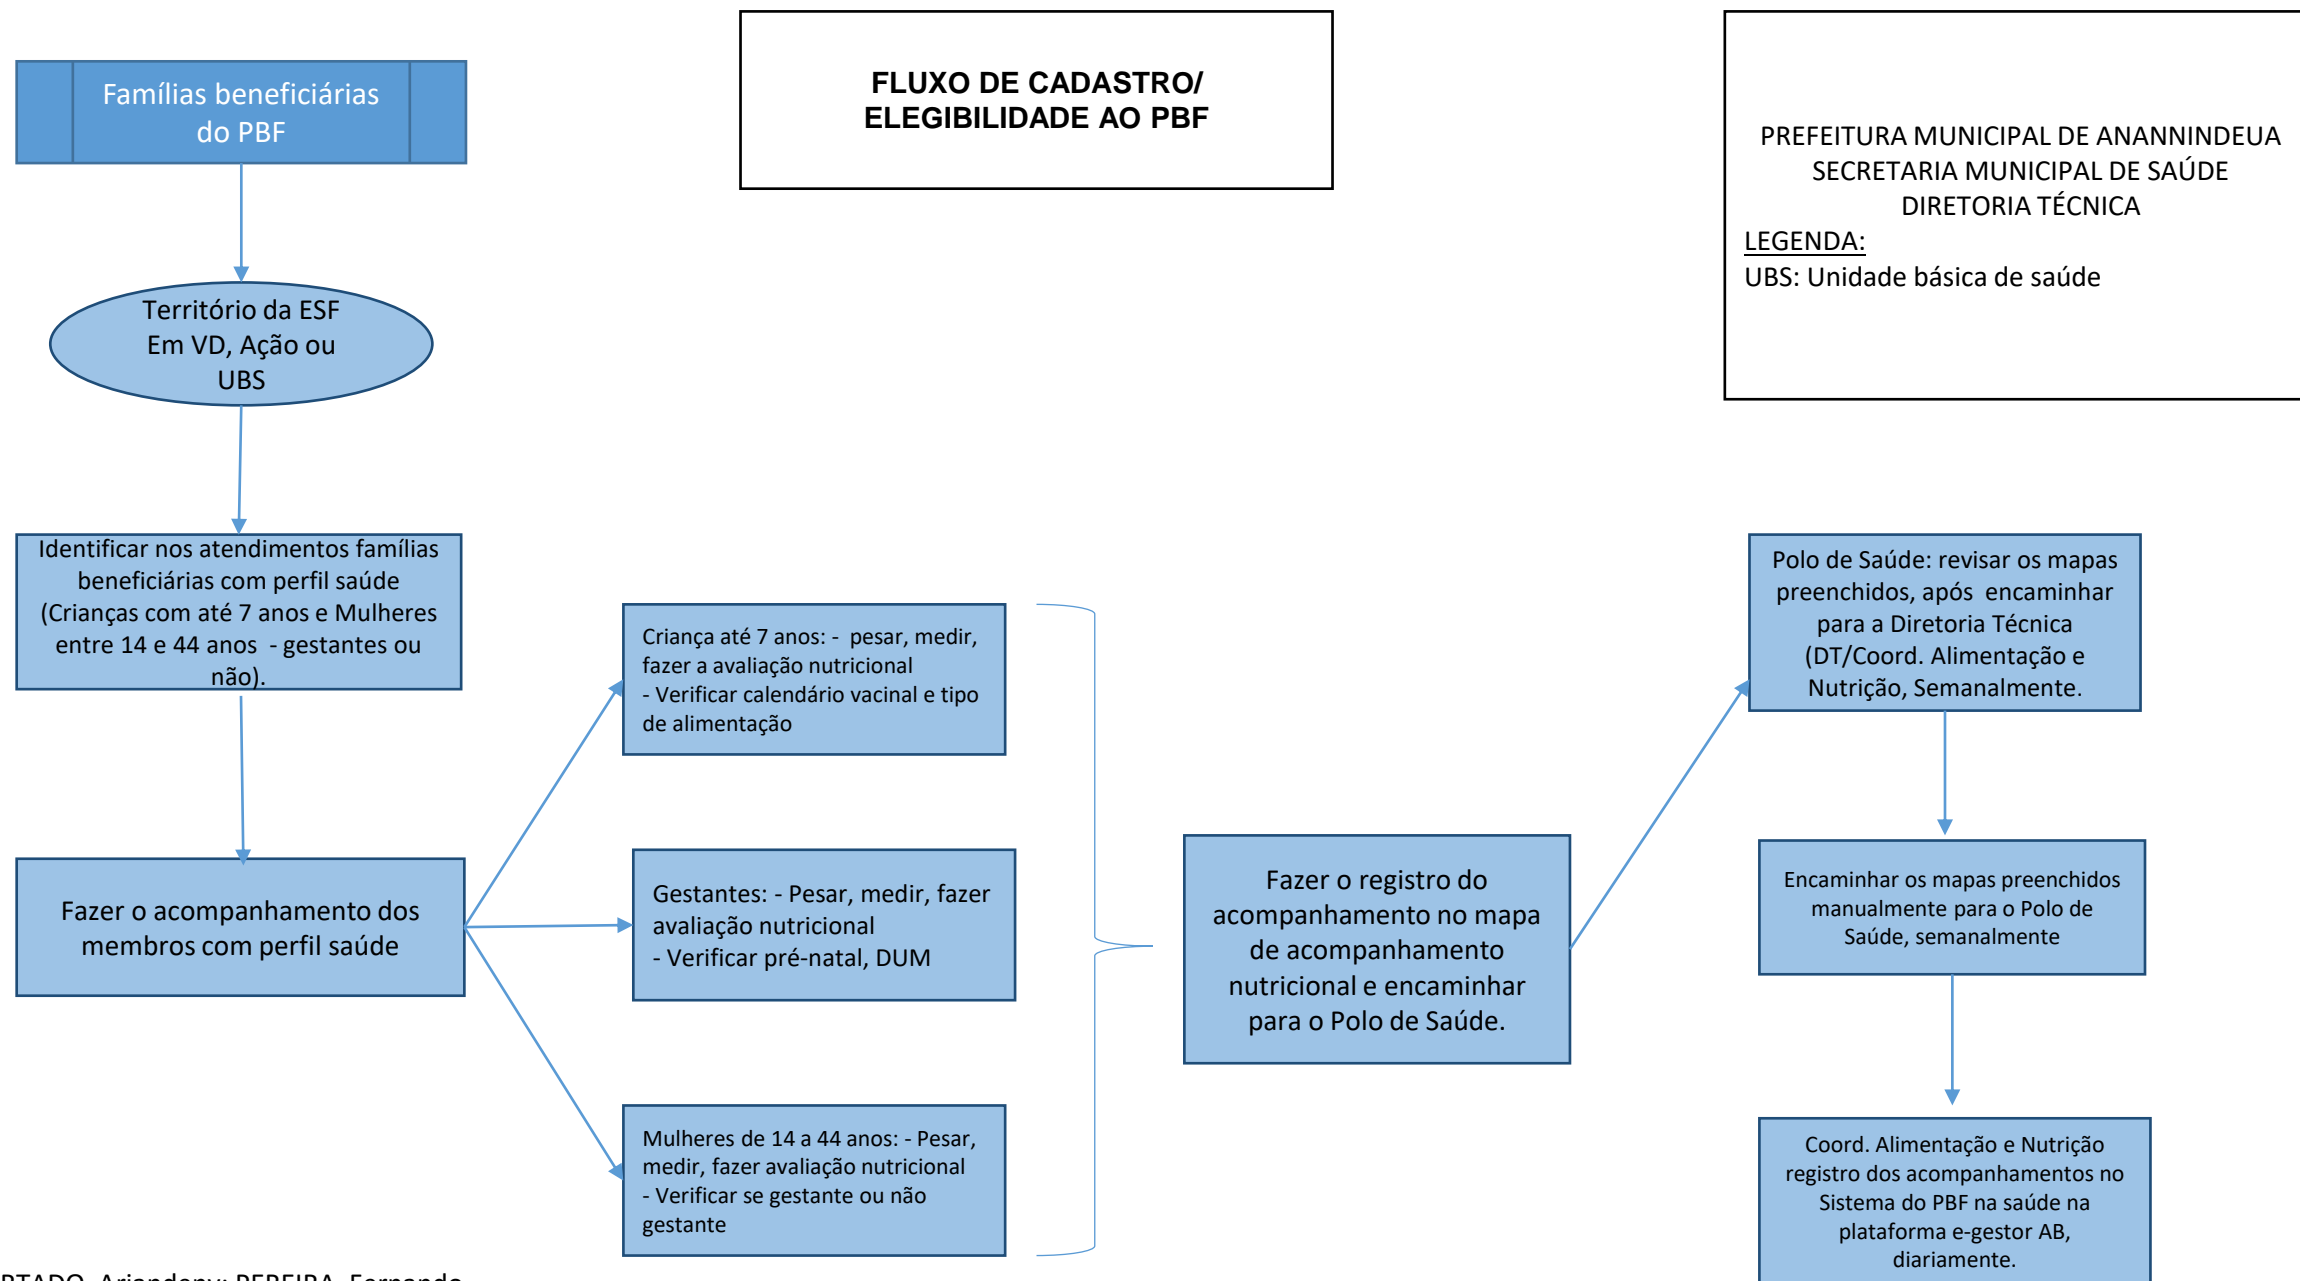 Famílias beneficiárias
do PBF
FLUXO DE CADASTRO/
ELEGIBILIDADE AO PBF
PREFEITURA MUNICIPAL DE ANANNINDEUA
SECRETARIA MUNICIPAL DE SAÚDE
DIRETORIA TÉCNICA
LEGENDA:
UBS: Unidade básica de saúde
Território da ESF
Em VD, Ação ou
UBS
Identificar nos atendimentos famílias
beneficiárias com perfil saúde
(Crianças com até 7 anos e Mulheres
entre 14 e 44 anos  - gestantes ou
não).
Fazer o acompanhamento dos
membros com perfil saúde
Criança até 7 anos: -  pesar, medir,
fazer a avaliação nutricional
- Verificar calendário vacinal e tipo
de alimentação
Gestantes: - Pesar, medir, fazer
avaliação nutricional
- Verificar pré-natal, DUM
Mulheres de 14 a 44 anos: - Pesar,
medir, fazer avaliação nutricional
- Verificar se gestante ou não
gestante
Fazer o registro do
acompanhamento no mapa
de acompanhamento
nutricional e encaminhar
para o Polo de Saúde.
Polo de Saúde: revisar os mapas
preenchidos, após  encaminhar
para a Diretoria Técnica
(DT/Coord. Alimentação e
Nutrição, Semanalmente.
Encaminhar os mapas preenchidos
manualmente para o Polo de
Saúde, semanalmente
Coord. Alimentação e Nutrição
registro dos acompanhamentos no
Sistema do PBF na saúde na
plataforma e-gestor AB,
diariamente.